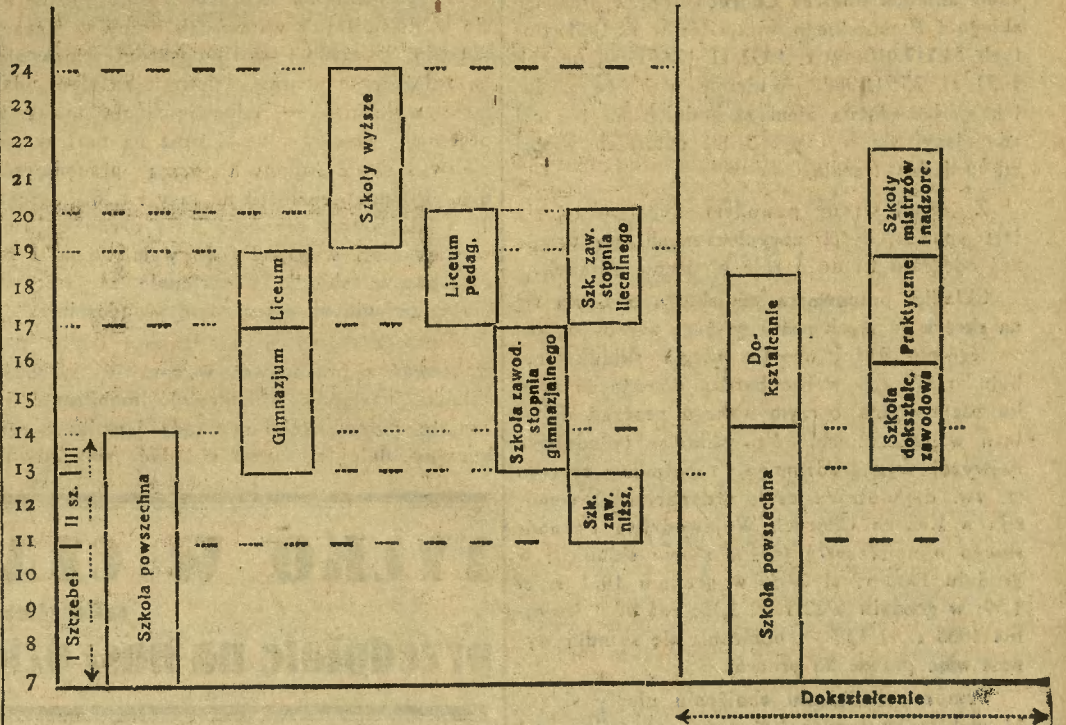 24
23
22
21
20
19
18
17
16
15
14
13
12
11
10
9
8
7
I Szczebel
II sz.
III
Szkoła powszechna
Gimnazjum
Liceum
Szkoły wyższe
Liceum
pedag.
Szkoła zawod.
stopnia
gimnazjalnego
Szk. zaw.
stopnia
licealnego
Szk.
zaw.
niższ.
Szkoła powszechna
Do-
kształcanie
Szkoła
dokształc.
zawodowa
Praktyczne
Szkoły
mistrzów
i nadzorc.
Dokształcenie